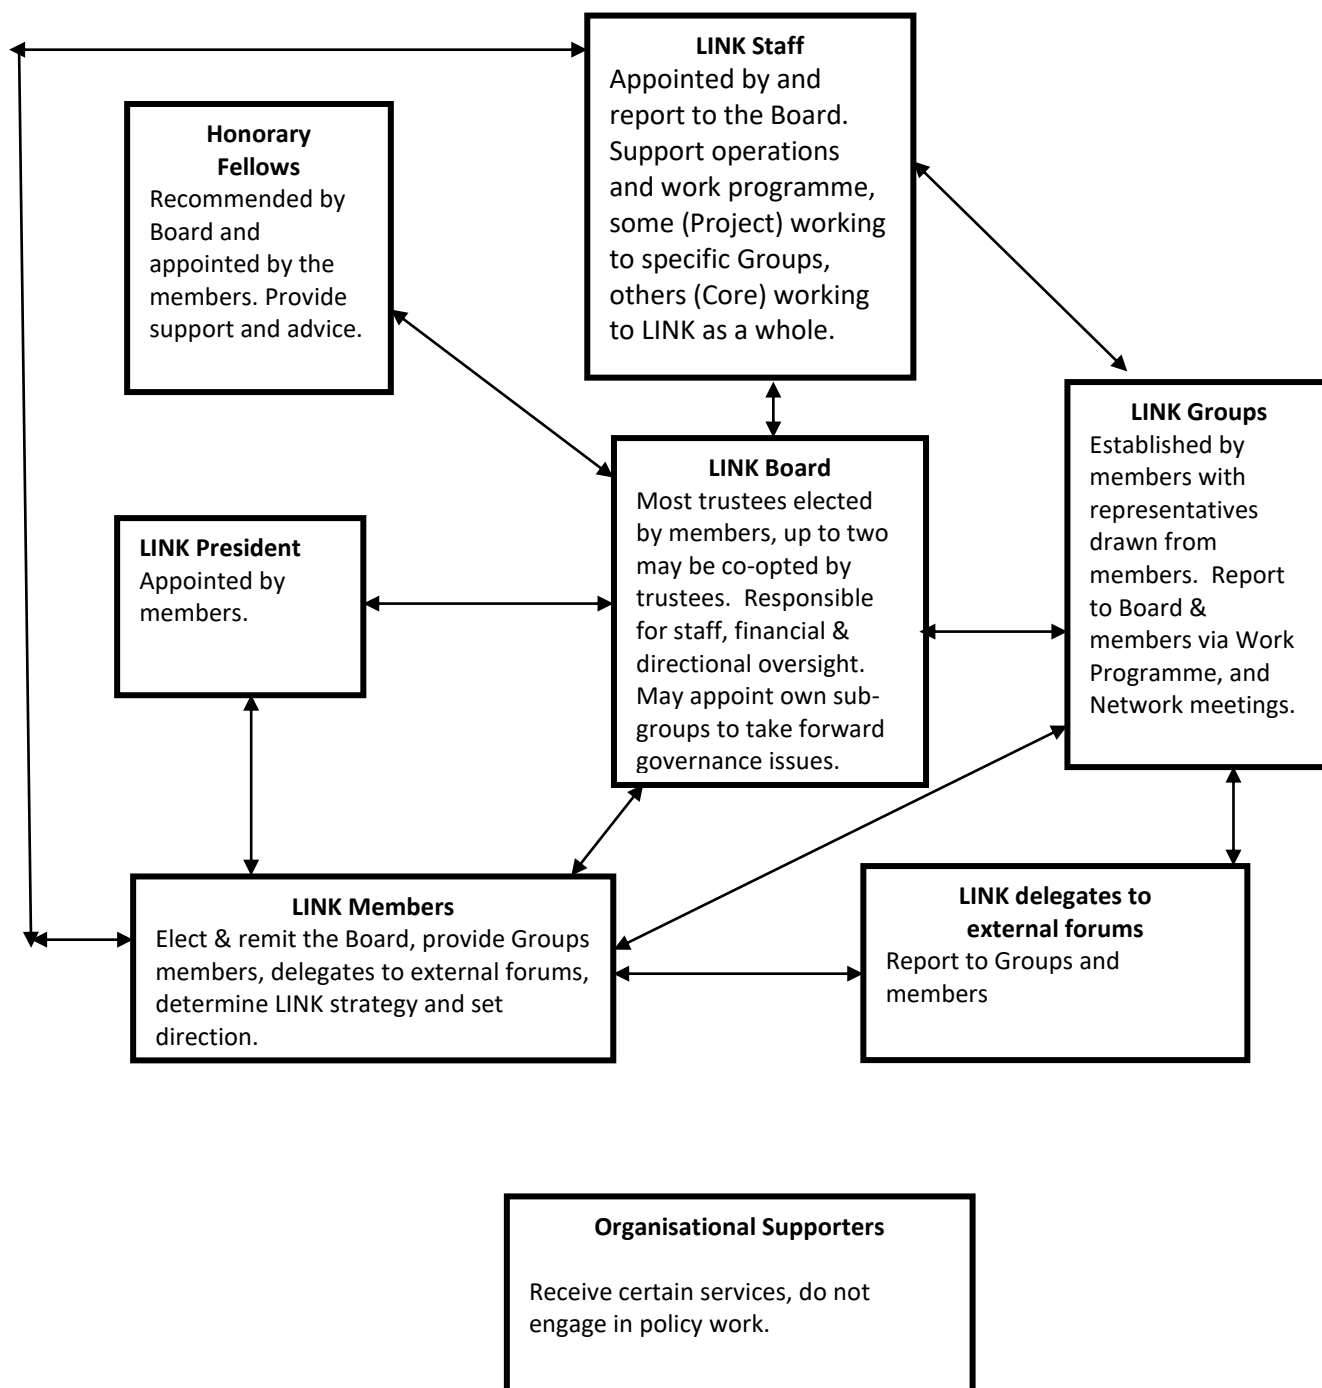 LINK Staff
Appointed by and
report to the Board.
Support operations
and work programme,
some (Project) working
to specific Groups,
others (Core) working
to LINK as a whole.
Honorary
Fellows
Recommended by
Board and
appointed by the
members. Provide
support and advice.
LINK Groups
Established by
members with
representatives
drawn from
members.  Report
to Board &
members via Work
Programme, and
Network meetings.
LINK Board
Most trustees elected
by members, up to two
may be co-opted by
trustees.  Responsible
for staff, financial &
directional oversight.
May appoint own sub-
groups to take forward
governance issues.
LINK President
Appointed by
members.
LINK Members
Elect & remit the Board, provide Groups
members, delegates to external forums,
determine LINK strategy and set
direction.
LINK delegates to
external forums
Report to Groups and
members
Organisational Supporters
Receive certain services, do not
engage in policy work.